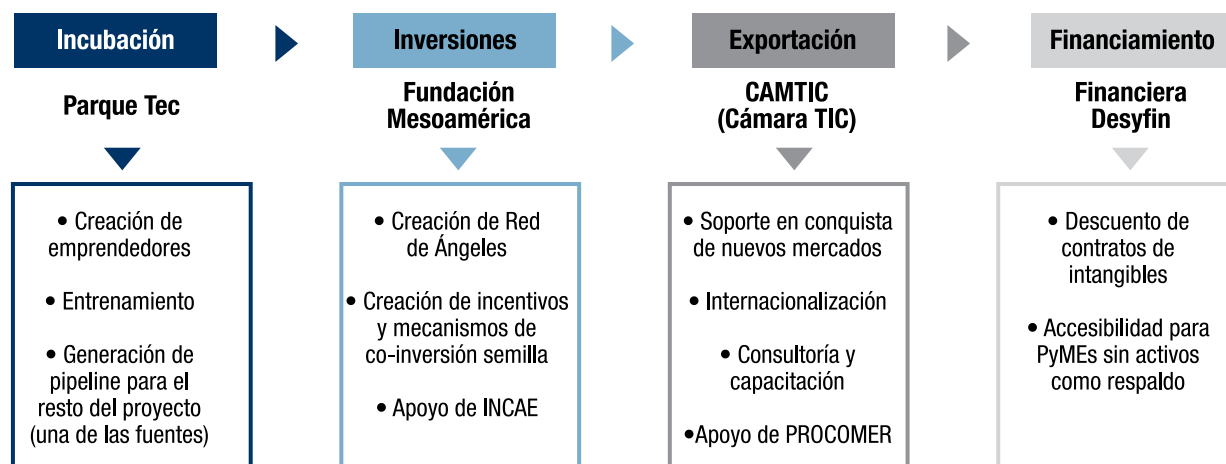 Incubación
Parque Tec
• Creación de
emprendedores
• Entrenamiento
• Generación de
pipeline para el
resto del proyecto
(una de las fuentes)
Inversiones
Fundación
Mesoamérica
• Creación de Red
de Ángeles
• Creación de incentivos
y mecanismos de
co-inversión semilla
• Apoyo de INCAE
Exportación
CAMTIC
(Cámara TIC)
• Soporte en conquista
de nuevos mercados
• Internacionalización
• Consultoría y
capacitación
•Apoyo de PROCOMER
Financiamiento
Financiera
Desyfin
• Descuento de
contratos de
intangibles
• Accesibilidad para
PyMEs sin activos
como respaldo